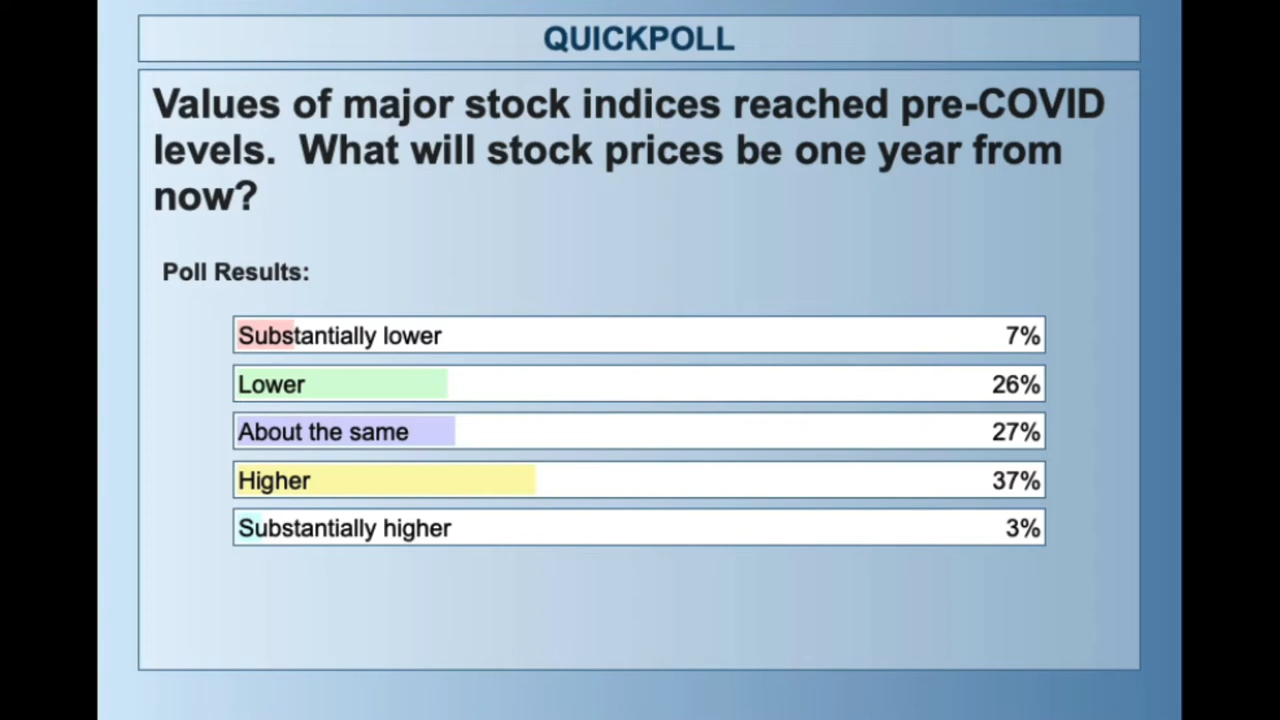 QUICKPOLL
Values of major stock indices reached pre-COVID
levels.  What will stock prices be one year from
now?
Poll Results:
Substantially lower 7%
Lower 26%
About the same 27%
Higher 37%
Substantially higher 3%